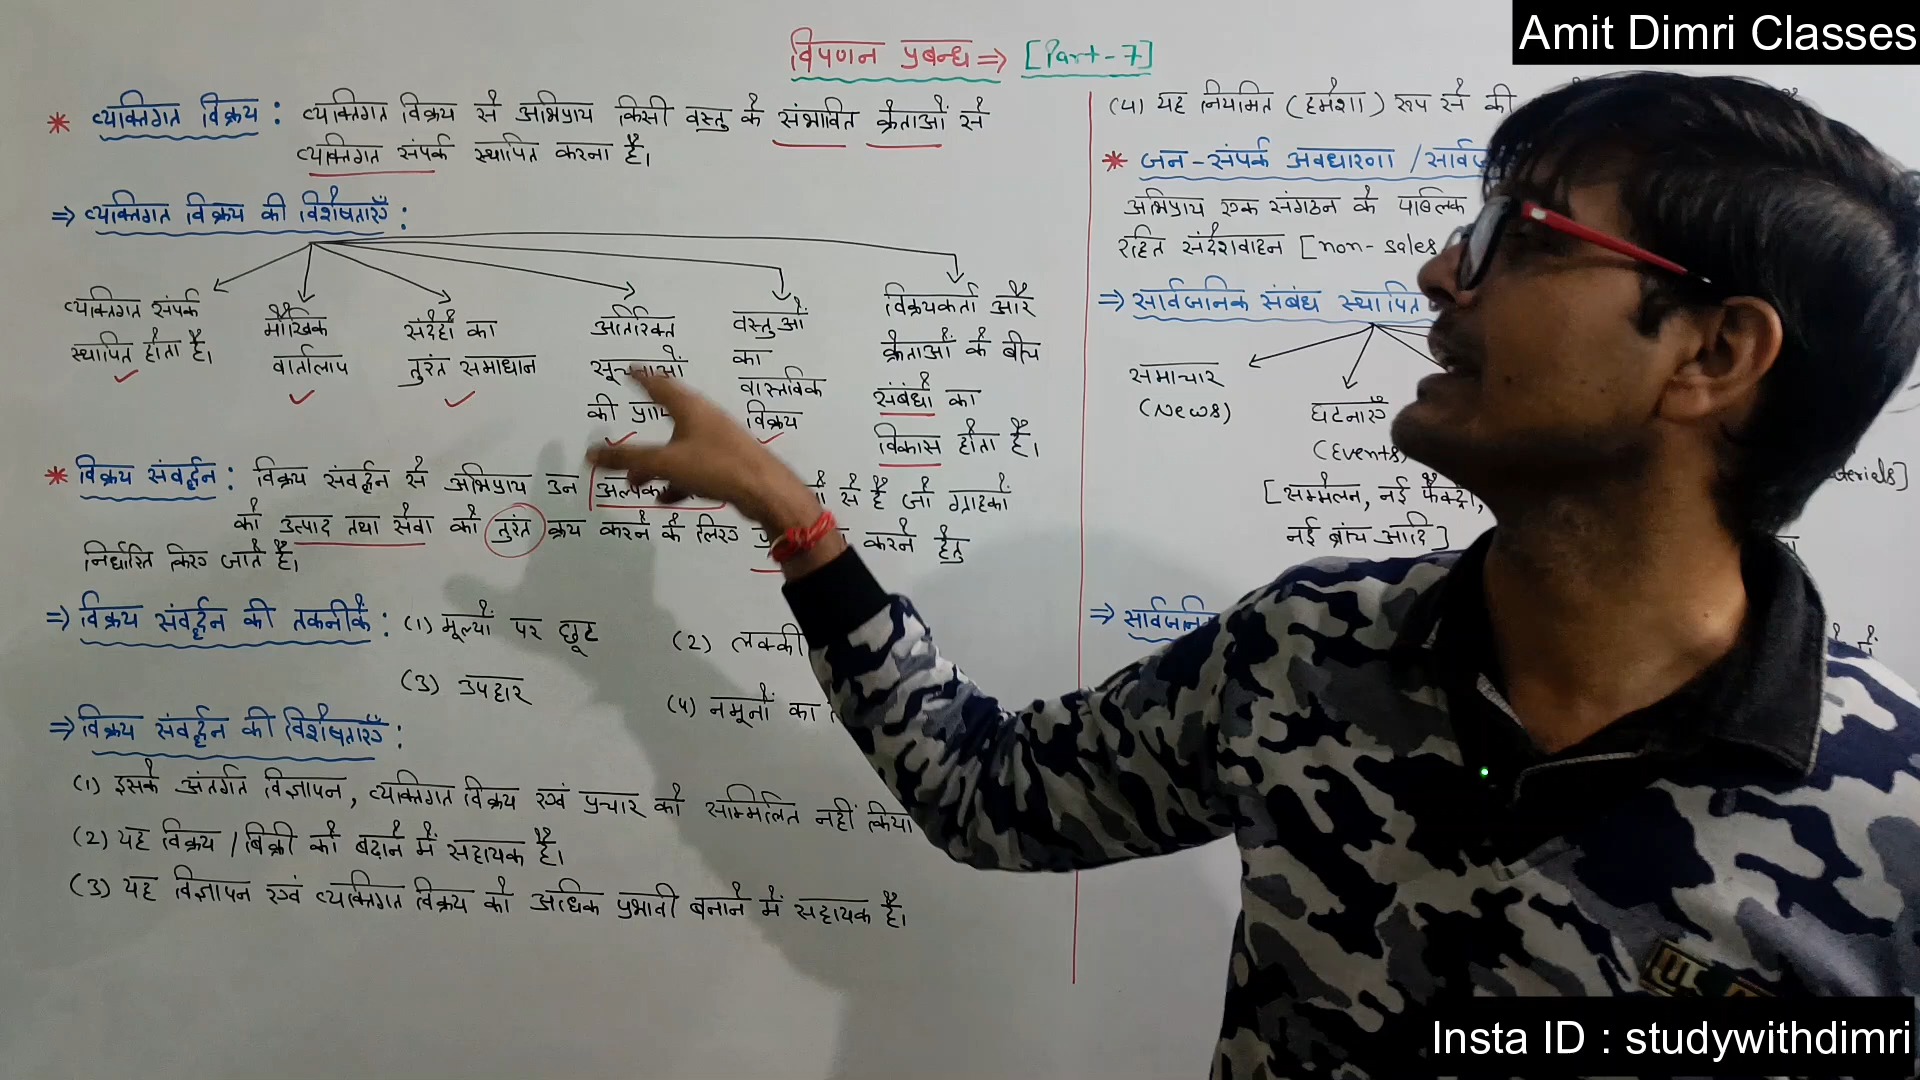 Amit Dimri Classes
विपणन प्रबन्ध ⇒ [Part-7]
* व्यक्तिगत विक्रय : व्यक्तिगत विक्रय से अभिप्राय किसी वस्तु के संभावित क्रेताओं से
व्यक्तिगत संपर्क स्थापित करना है।
⇒ व्यक्तिगत विक्रय की विशेषताएँ :
व्यक्तिगत संपर्क
स्थापित होता है।
मौखिक
वार्तालाप
संदेहों का
तुरंत समाधान
अतिरिक्त
सूचनाओं
की
वस्तुओं
का
वास्तविक
विक्रय
विक्रयकर्ता और
क्रेताओं के बीच
संबंधों का
विकास होता है।
* विक्रय संवर्द्धन : विक्रय संवर्द्धन से अभिप्राय उन से है जो ग्राहकों
को उत्पाद तथा सेवा को तुरंत क्रय करने के लिए करने हेतु
निर्धारित किए जाते हैं।
⇒ विक्रय संवर्द्धन की तकनीकें : (1) मूल्यों पर छूट (2) लक्की
(3) उपहार (4) नमूनों का
⇒ विक्रय संवर्द्धन की विशेषताएँ :
(1) इसके अंतर्गत विज्ञापन, व्यक्तिगत विक्रय एवं प्रचार को सम्मिलित नहीं किया
(2) यह विक्रय / बिक्री को बढ़ाने में सहायक है।
(3) यह विज्ञापन एवं व्यक्तिगत विक्रय को अधिक प्रभावी बनाने में सहायक है।
(4) यह नियमित (हमेशा) रूप से की
* जन-संपर्क अवधारणा /
अभिप्राय एक संगठन के पब्लिक
रहित संदेशवाहन [non-sales
⇒ सार्वजनिक संबंध स्थापित
समाचार
(News)
घटनाएँ
(Events)
[सम्मेलन, नई फैक्ट्री,
नई ब्रांच आदि]
⇒
Insta ID : studywithdimri